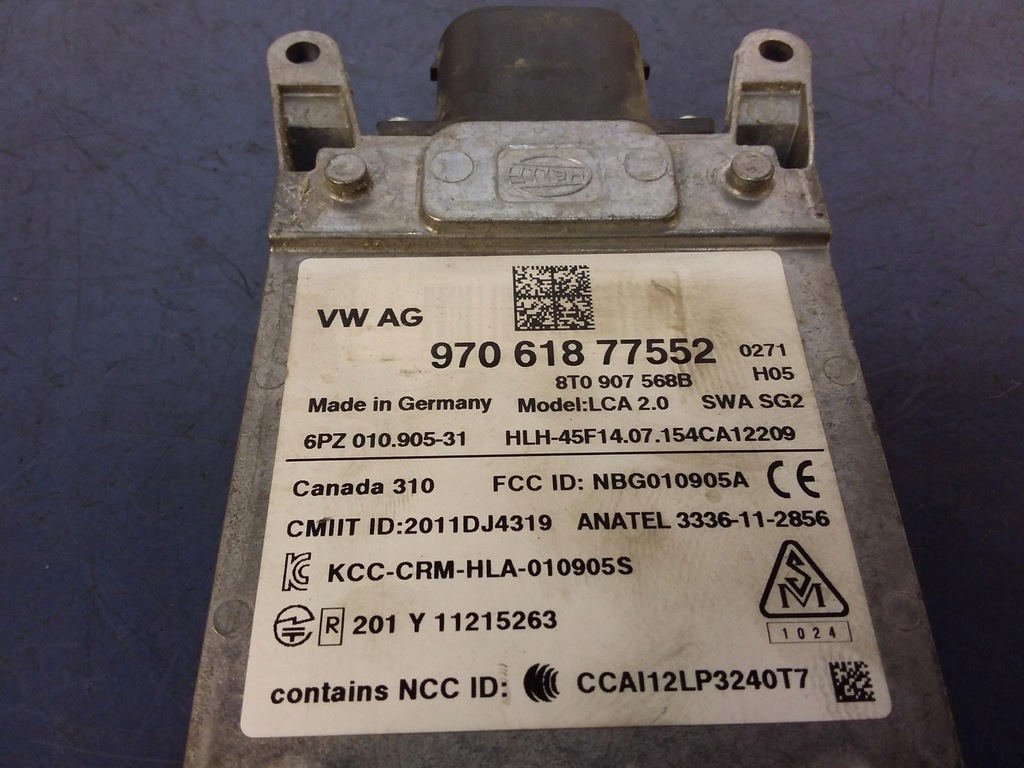 HELLA
VW AG
970 618 77552 0271
8T0 907 568B H05
Made in Germany Model:LCA 2.0 SWA SG2
6PZ 010.905-31 HLH-45F14.07.154CA12209
Canada 310 FCC ID: NBG010905A CE
CMIIT ID:2011DJ4319 ANATEL 3336-11-2856
KCC-CRM-HLA-010905S
SM
R 201 Y 11215263
1024
contains NCC ID: CCAI12LP3240T7